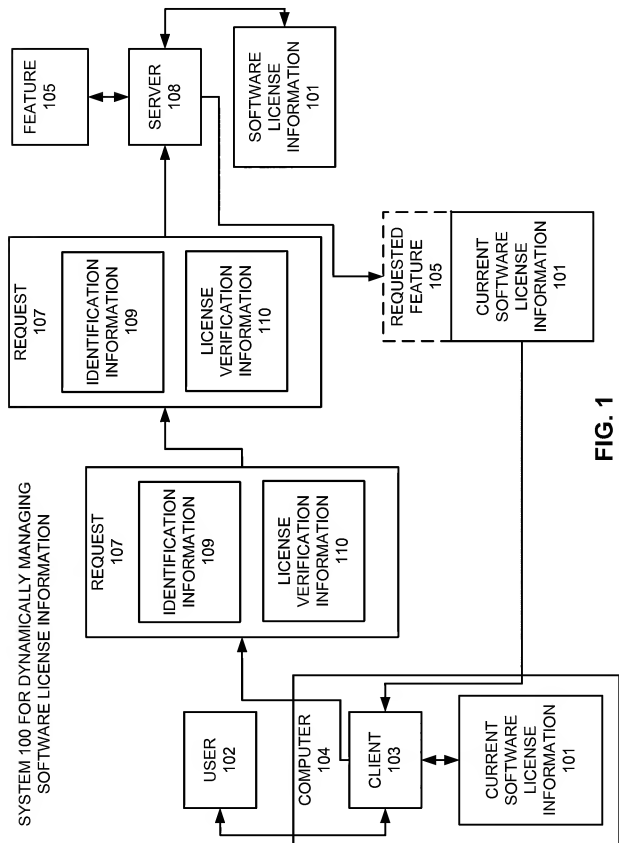 SYSTEM 100 FOR DYNAMICALLY MANAGING
SOFTWARE LICENSE INFORMATION
USER
102
COMPUTER
104
CLIENT
103
CURRENT
SOFTWARE
LICENSE
INFORMATION
101
REQUEST
107
IDENTIFICATION
INFORMATION
109
LICENSE
VERIFICATION
INFORMATION
110
REQUEST
107
IDENTIFICATION
INFORMATION
109
LICENSE
VERIFICATION
INFORMATION
110
FEATURE
105
SERVER
108
SOFTWARE
LICENSE
INFORMATION
101
REQUESTED
FEATURE
105
CURRENT
SOFTWARE
LICENSE
INFORMATION
101
FIG. 1